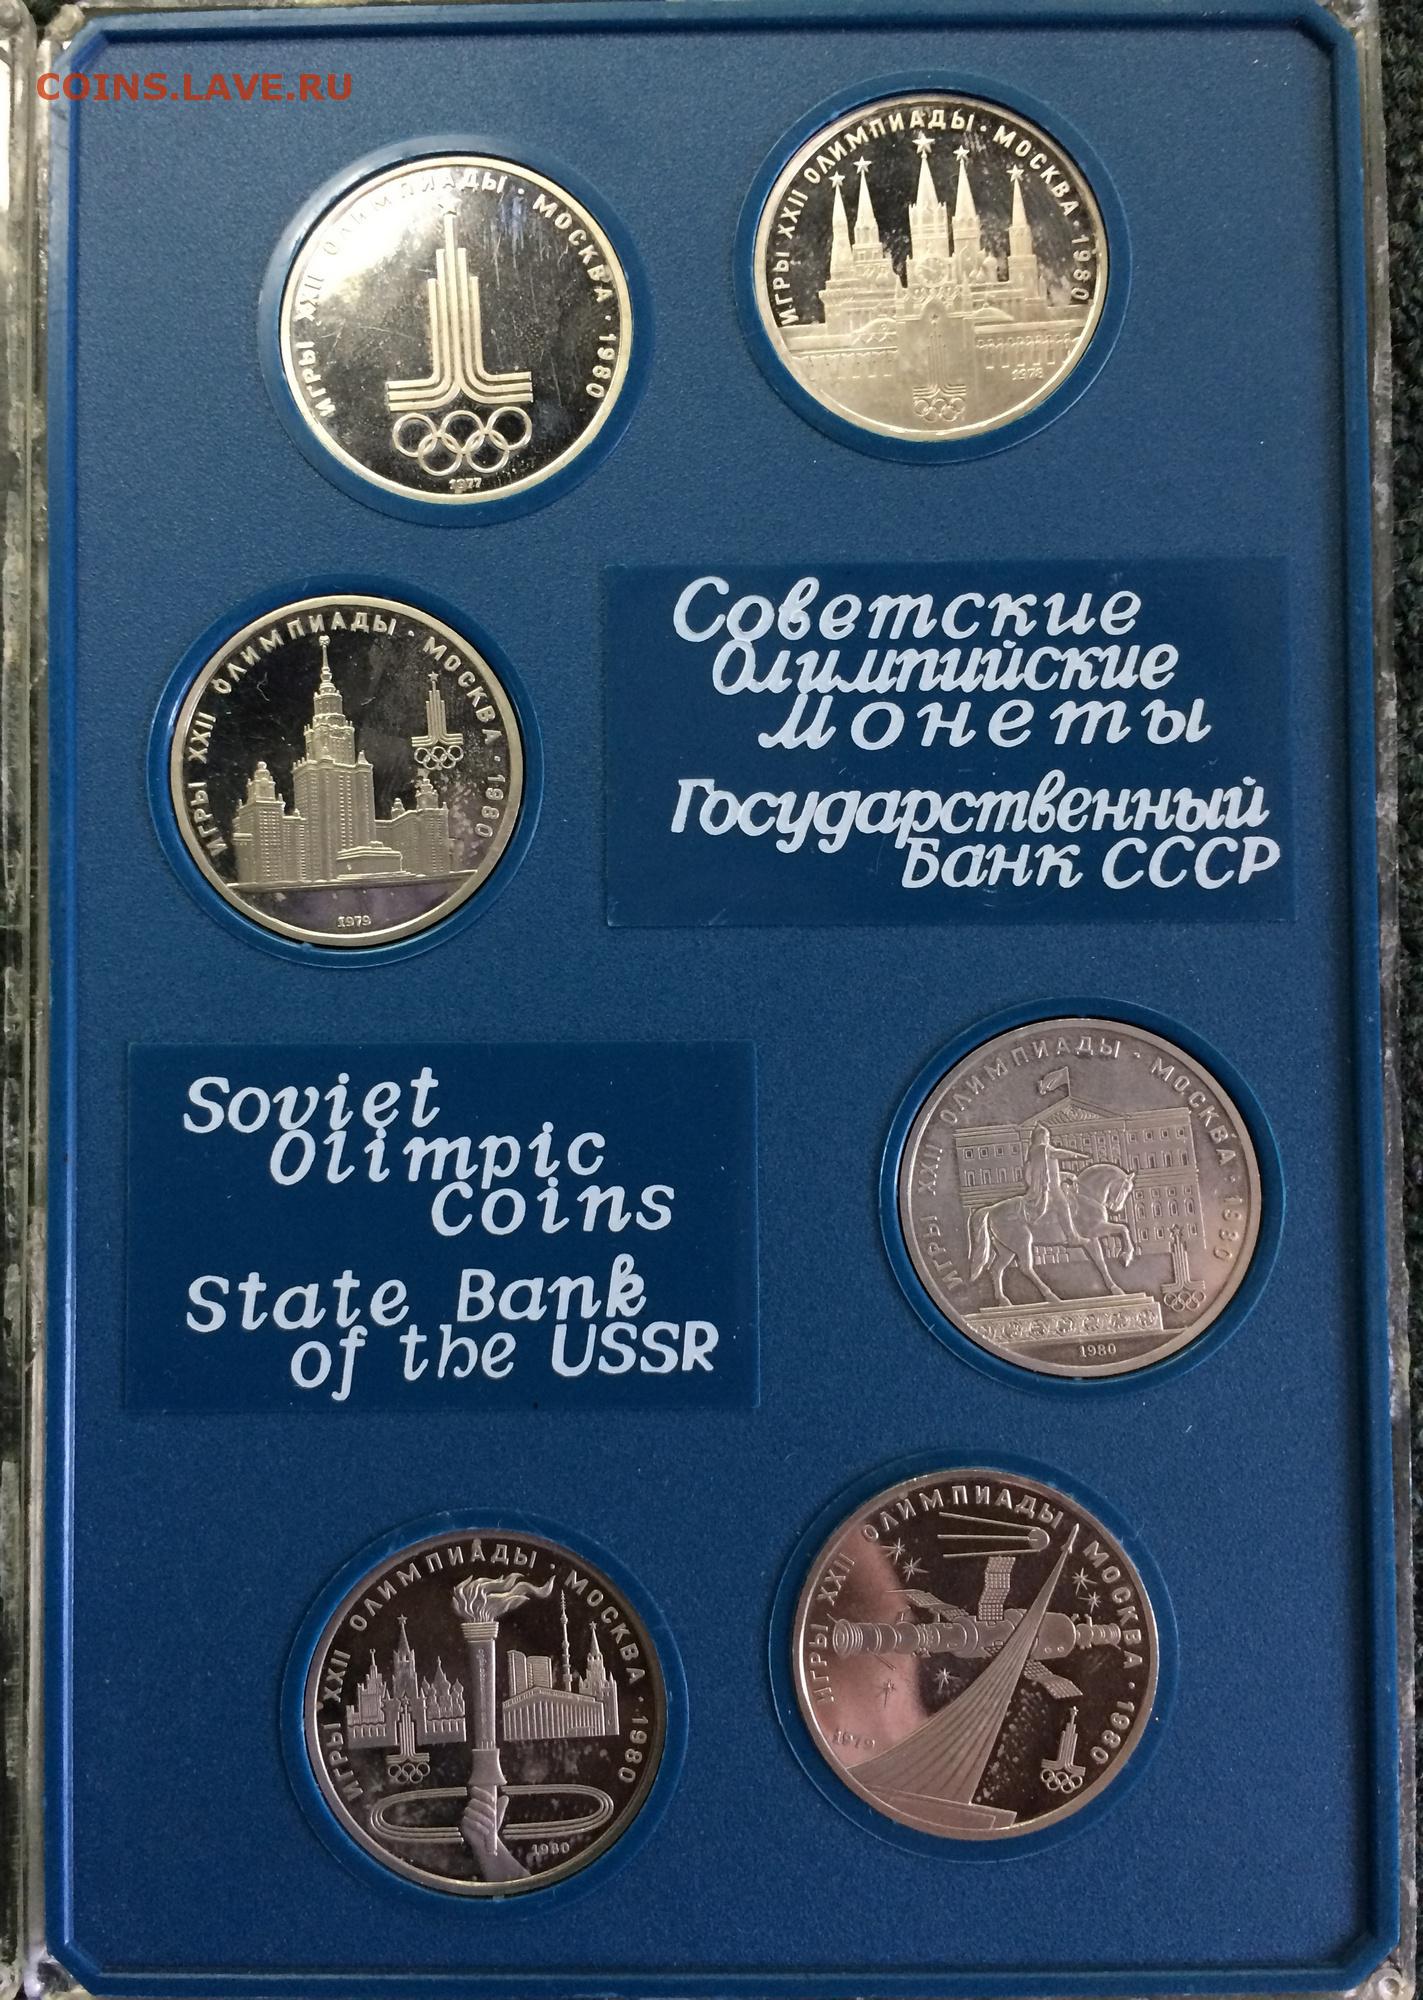 COINS.LAVE.RU
ИГРЫ XXII ОЛИМПИАДЫ · МОСКВА · 1980
1977
ИГРЫ XXII ОЛИМПИАДЫ · МОСКВА · 1980
1978
ИГРЫ XXII ОЛИМПИАДЫ · МОСКВА · 1980
1979
Советские
Олимпийские
монеты
Государственный
Банк СССР
Soviet
Olimpic
Coins
State Bank
of the USSR
ИГРЫ XXII ОЛИМПИАДЫ · МОСКВА · 1980
1980
ИГРЫ XXII ОЛИМПИАДЫ · МОСКВА · 1980
1980
ИГРЫ XXII ОЛИМПИАДЫ · МОСКВА · 1980
1979